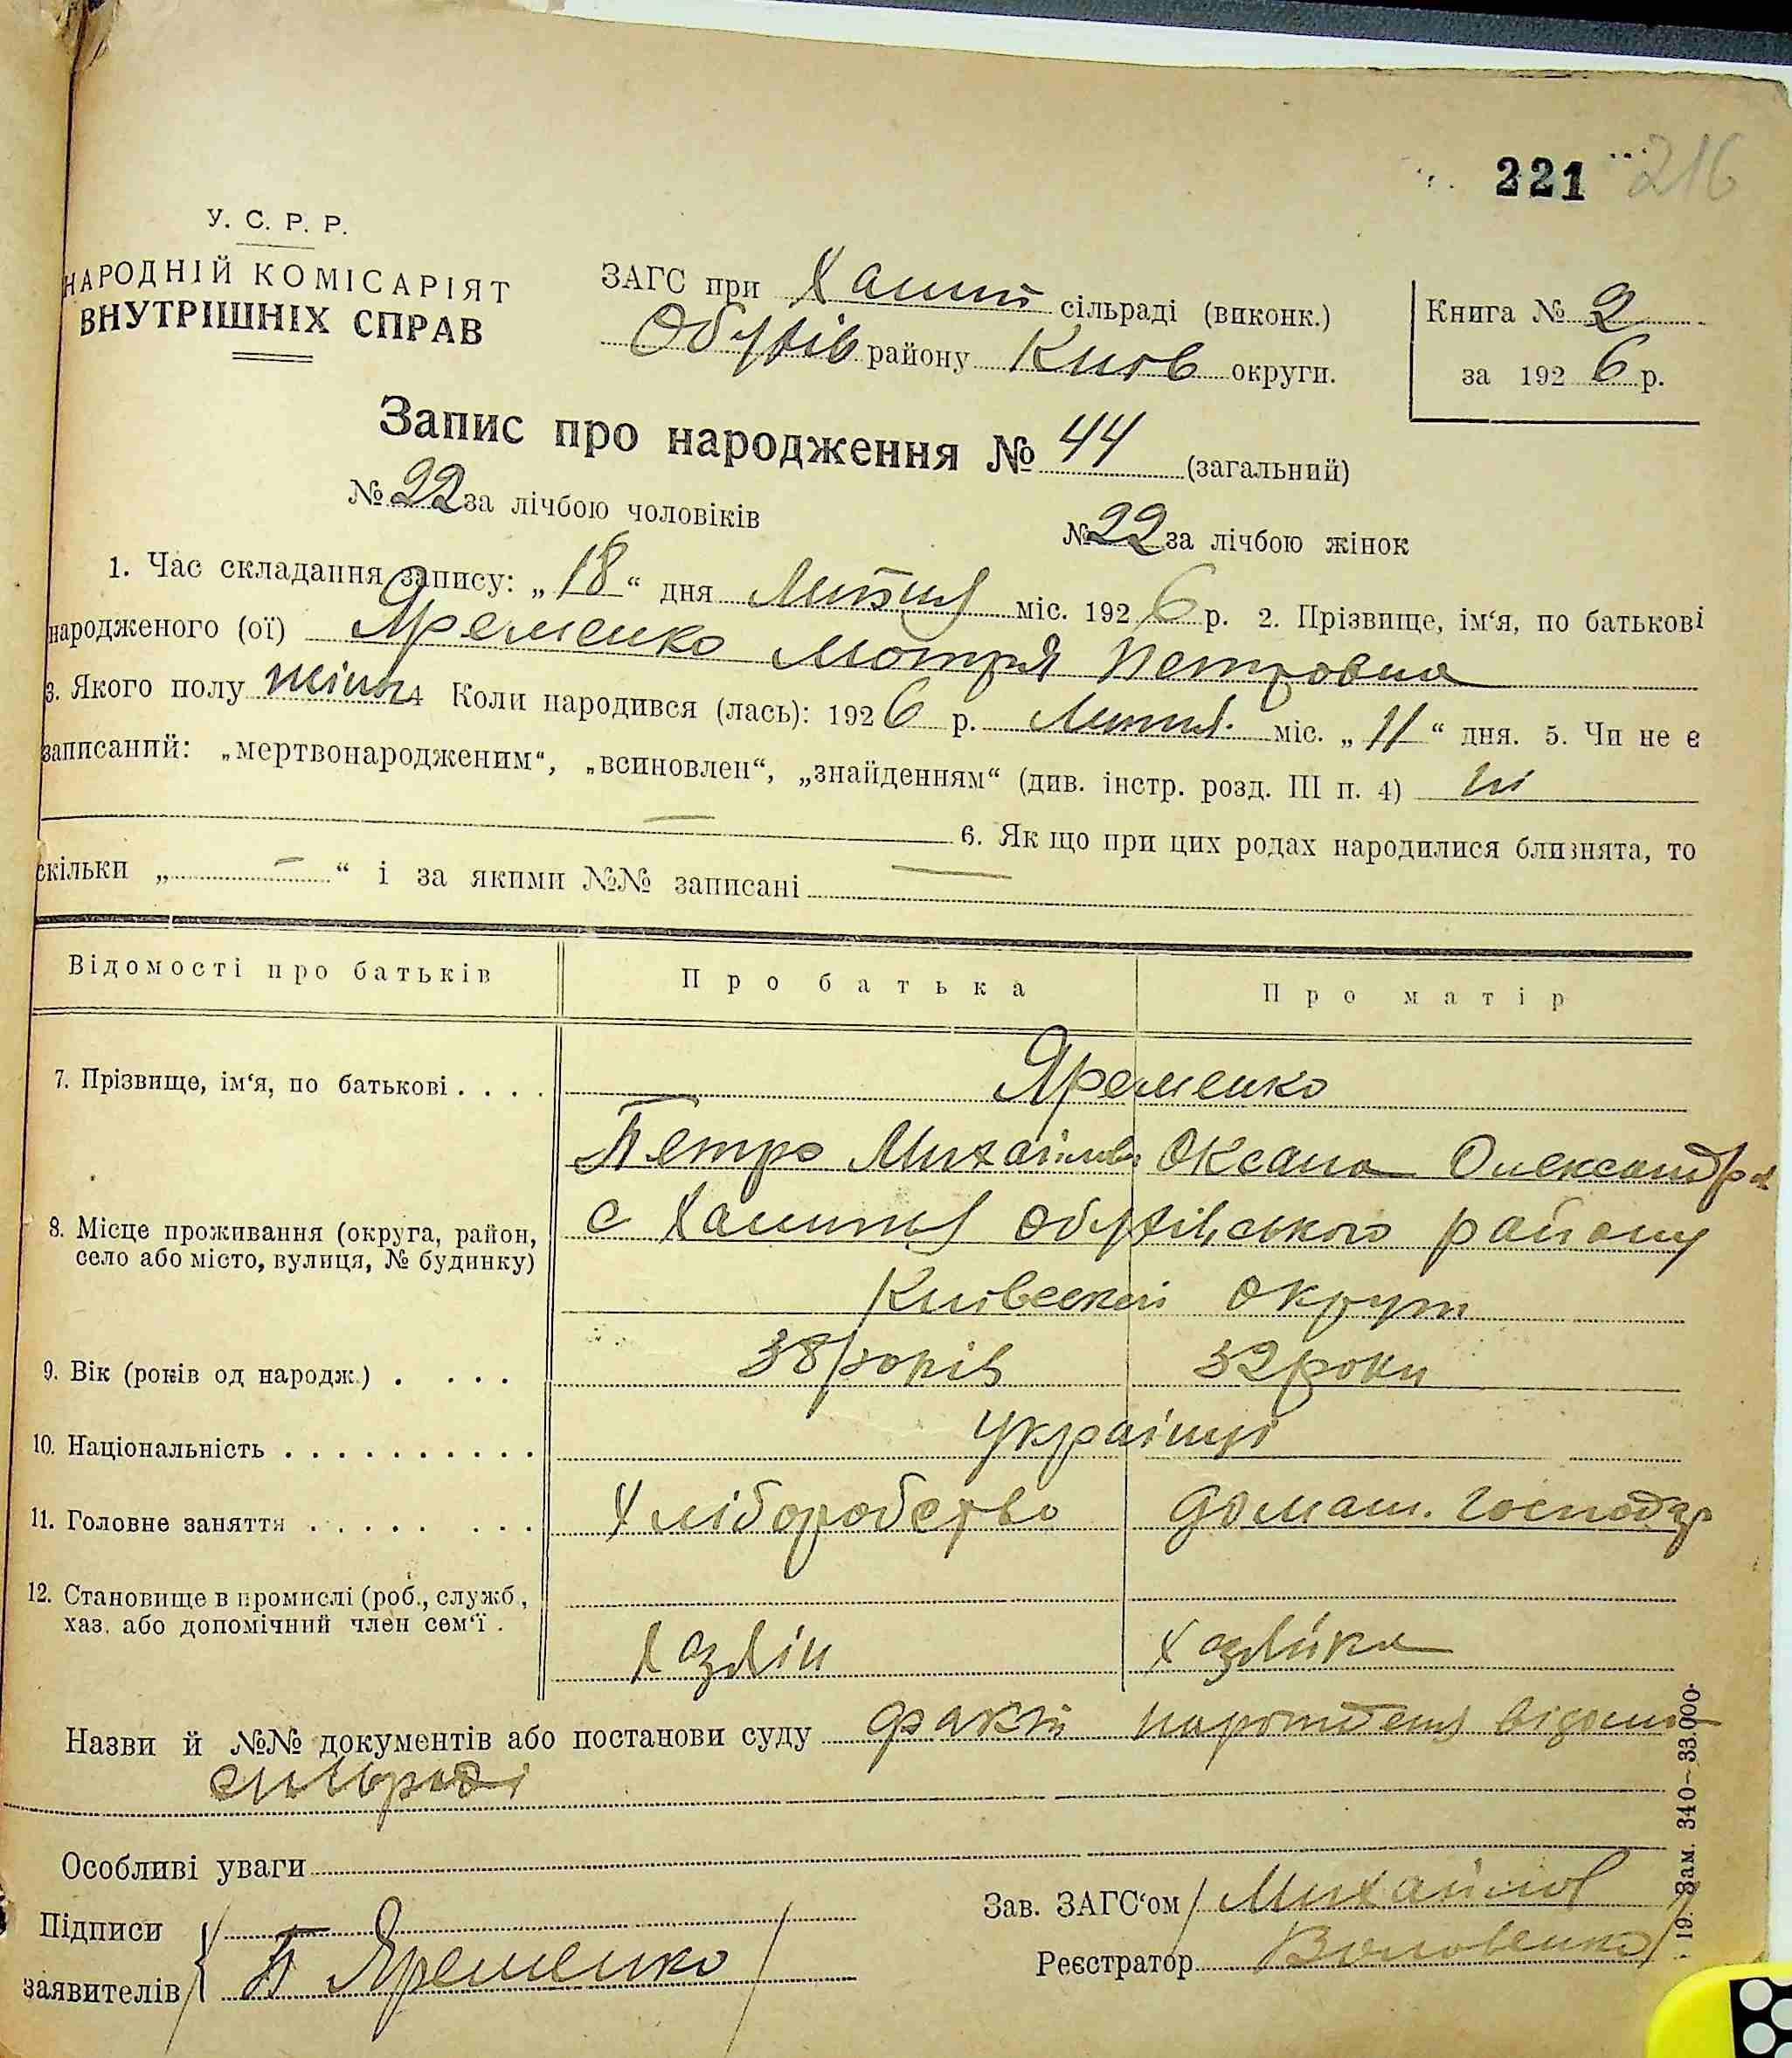 221 216
У. С. Р. Р.
НАРОДНІЙ КОМІСАРІЯТ
ВНУТРІШНІХ СПРАВ
ЗАГС при сільраді (виконк.)
Обухів району Київ округи.
Книга № 2
за 1926 р.
Запис про народження № 44 (загальний)
№ 22 за лічбою чоловіків
№ 22 за лічбою жінок
1. Час складання запису: „18“ дня міс. 1926 р. 2. Прізвище, ім‘я, по батькові
народженого (ої) Яременко Мотря Петровна
3. Якого полу жіноч Коли народився (лась): 1926 р. міс. „11“ дня. 5. Чи не є
записаний: „мертвонародженим“, „всиновлен“, „знайденням“ (див. інстр. розд. III п. 4) ні
— 6. Як що при цих родах народилися близнята, то
скільки „ — “ і за якими №№ записані —
Відомості про батьків
Про батька
Про матір
7. Прізвище, ім‘я, по батькові . . . . Яременко
Петро Михайлов Оксана Олександр
8. Місце проживання (округа, район,
село або місто, вулиця, № будинку)
с Обухівського району
Київської округи
9. Вік (років од народж.) . . . . 38 років 32 роки
10. Національність . . . . . . . . . . українці
11. Головне заняття . . . . . . . . Хліборобство домаш. господар
12. Становище в промислі (роб., служб.,
хаз. або допомічний член сем‘ї .
Хазяїн Хазяйка
Назви й №№ документів або постанови суду факт народження відомий
сільраді
Особливі уваги
Підписи
заявителів П Яременко
Зав. ЗАГС‘ом Михайлов
Реєстратор
19. Зам. 340—33.000.